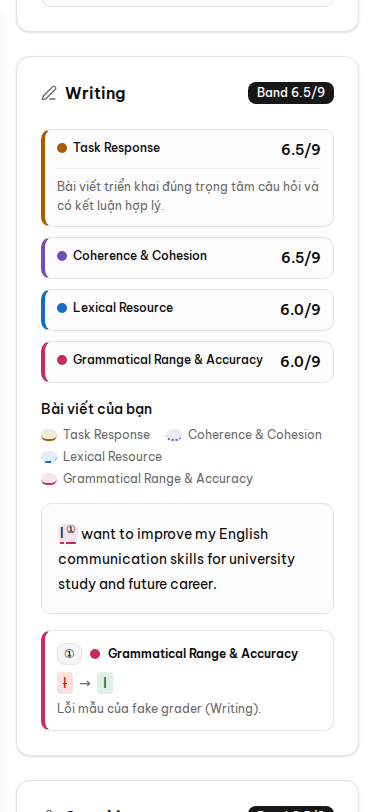 Writing
Band 6.5/9
Task Response
6.5/9
Bài viết triển khai đúng trọng tâm câu hỏi và
có kết luận hợp lý.
Coherence & Cohesion
6.5/9
Lexical Resource
6.0/9
Grammatical Range & Accuracy
6.0/9
Bài viết của bạn
Task Response Coherence & Cohesion
Lexical Resource
Grammatical Range & Accuracy
I ① want to improve my English
communication skills for university
study and future career.
① Grammatical Range & Accuracy
I → I
Lỗi mẫu của fake grader (Writing).